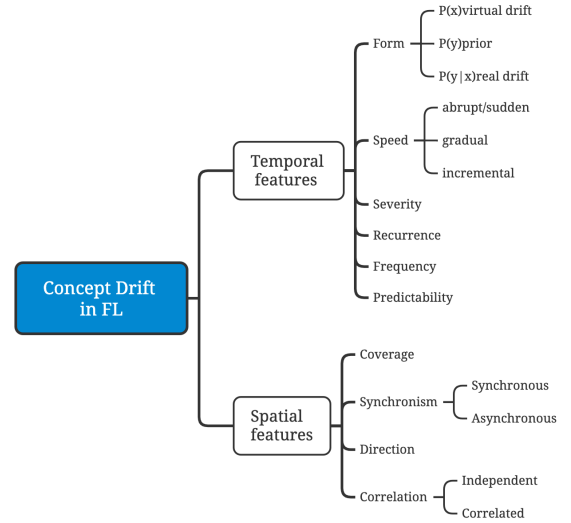 Concept Drift
in FL
Temporal
features
Form
P(x)virtual drift
P(y)prior
P(y|x)real drift
Speed
abrupt/sudden
gradual
incremental
Severity
Recurrence
Frequency
Predictability
Spatial
features
Coverage
Synchronism
Synchronous
Asynchronous
Direction
Correlation
Independent
Correlated